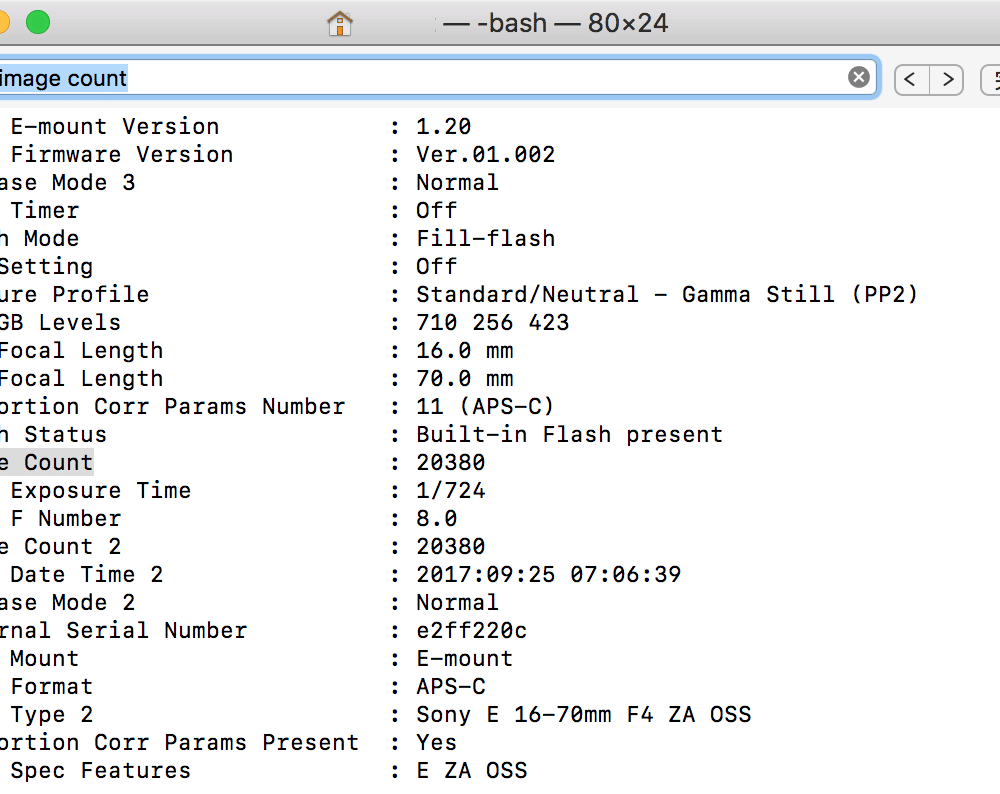 — -bash — 80×24
image count
E-mount Version : 1.20
Firmware Version : Ver.01.002
ase Mode 3 : Normal
Timer : Off
h Mode : Fill-flash
Setting : Off
ure Profile : Standard/Neutral - Gamma Still (PP2)
GB Levels : 710 256 423
Focal Length : 16.0 mm
Focal Length : 70.0 mm
ortion Corr Params Number : 11 (APS-C)
h Status : Built-in Flash present
e Count : 20380
Exposure Time : 1/724
F Number : 8.0
e Count 2 : 20380
Date Time 2 : 2017:09:25 07:06:39
ase Mode 2 : Normal
rnal Serial Number : e2ff220c
Mount : E-mount
Format : APS-C
Type 2 : Sony E 16-70mm F4 ZA OSS
ortion Corr Params Present : Yes
Spec Features : E ZA OSS